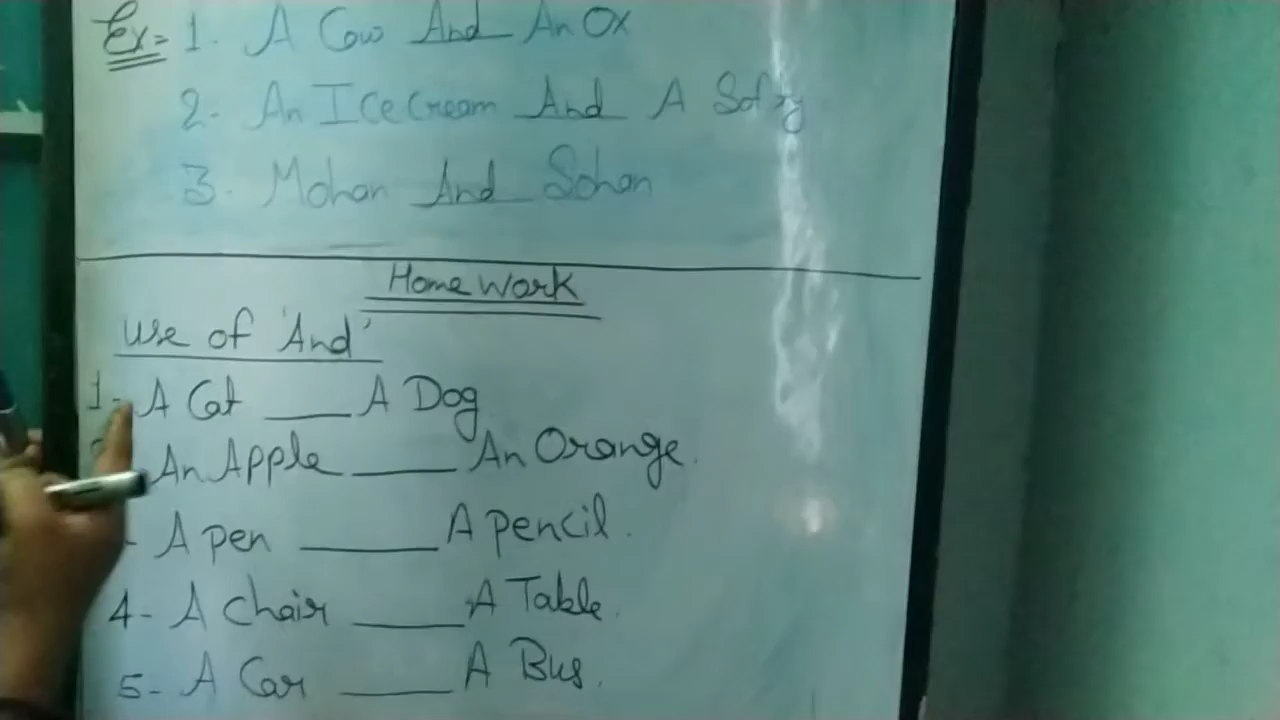 Ex= 1. A Cow And An Ox
2- An Ice Cream And A
3. Mohan And Sohan
Home Work
Use of 'And'
1- A Cat ____ A Dog
An Apple ____ An Orange.
- A pen ____ A pencil.
4- A chair ____ A Table.
5- A Car ____ A Bus.